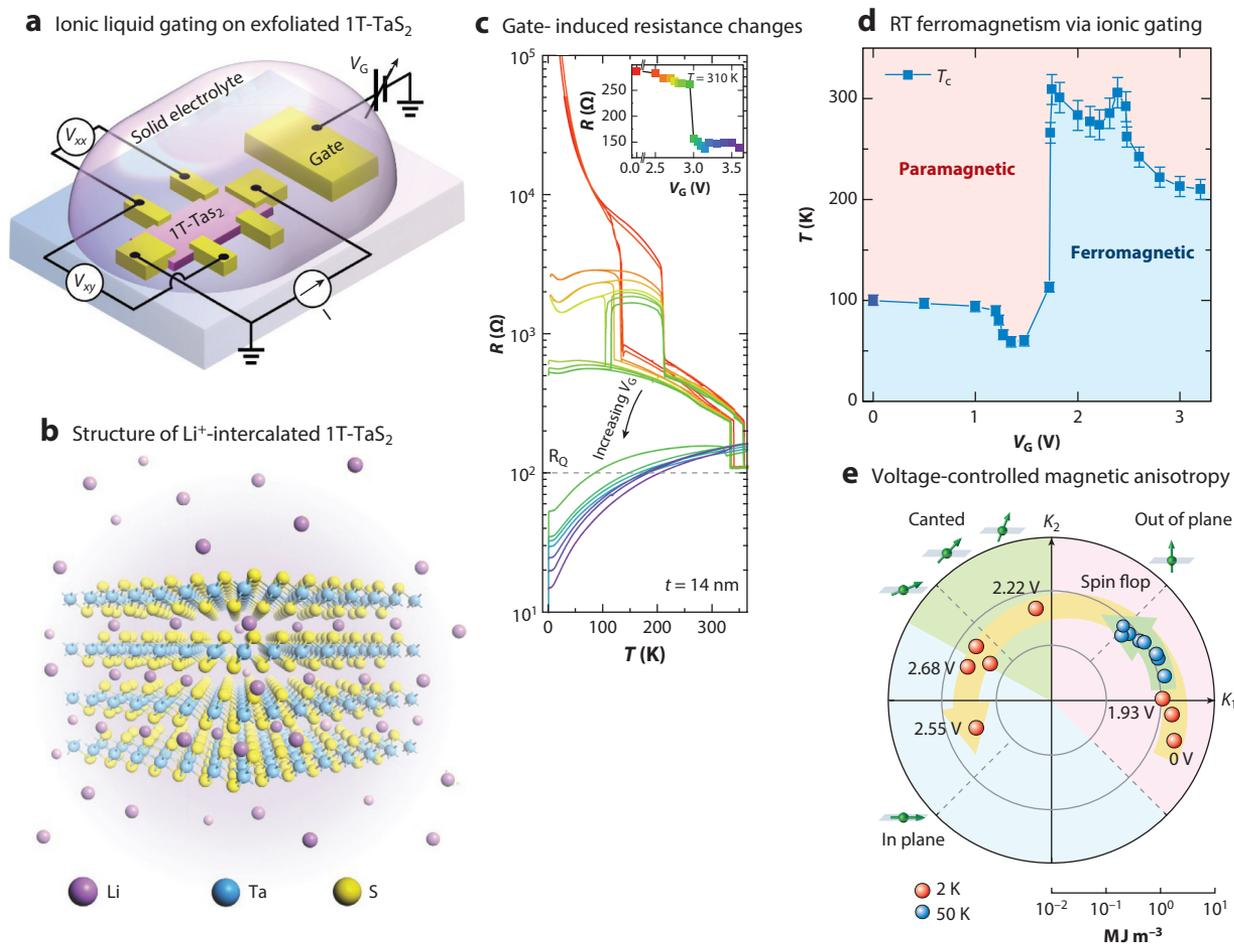 a Ionic liquid gating on exfoliated 1T-TaS2
VG
Solid electrolyte
Vxx
Gate
1T-TaS2
Vxy
I
b Structure of Li+-intercalated 1T-TaS2
Li
Ta
S
c Gate- induced resistance changes
10^5
10^4
10^3
10^2
10^1
R (Ω)
T = 310 K
250
150
R (Ω)
0.0 2.5 3.0 3.5
VG (V)
Increasing VG
RQ
t = 14 nm
0 100 200 300
T (K)
d RT ferromagnetism via ionic gating
Tc
300
200
100
0
T (K)
Paramagnetic
Ferromagnetic
0 1 2 3
VG (V)
e Voltage-controlled magnetic anisotropy
Canted
K2
Out of plane
2.22 V
Spin flop
2.68 V
K1
1.93 V
2.55 V
0 V
In plane
2 K
50 K
10^−2 10^−1 10^0 10^1
MJ m^−3